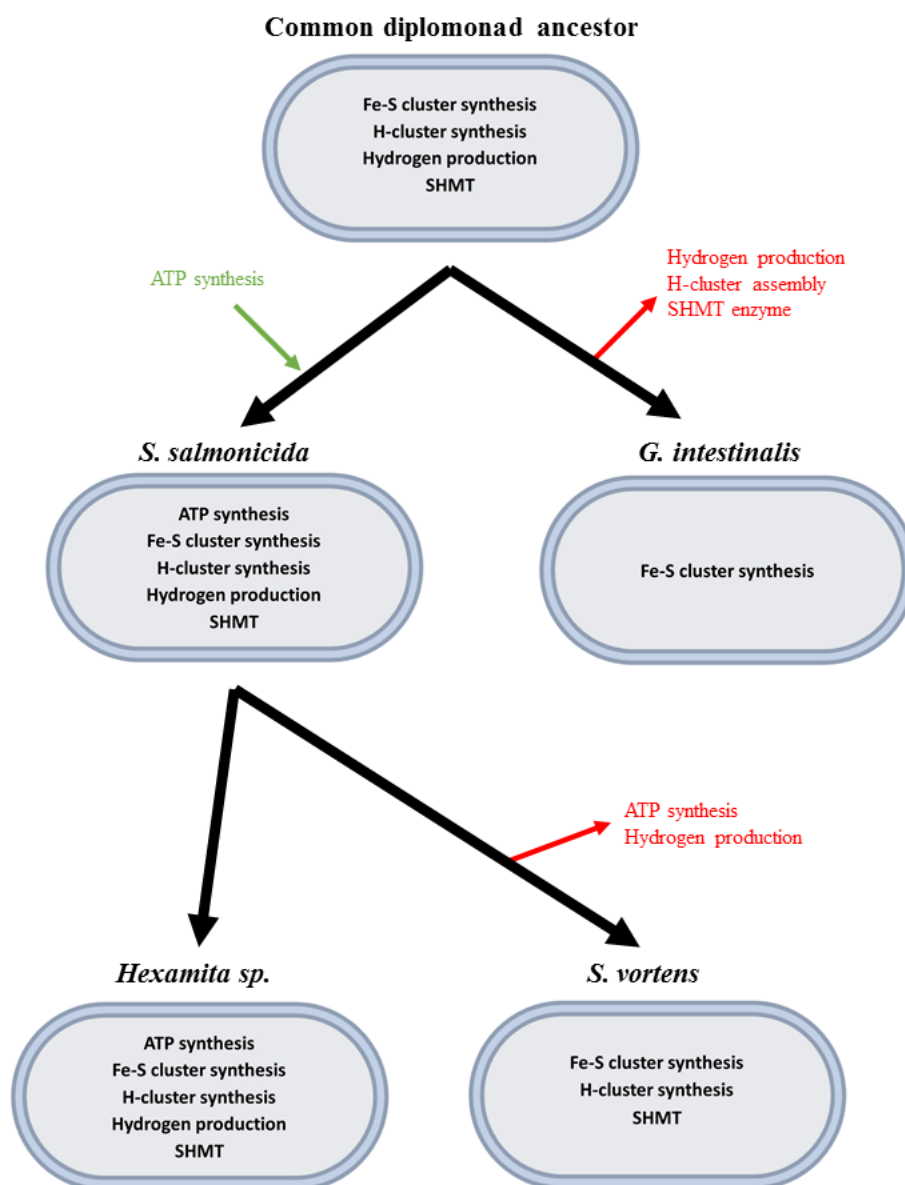 Common diplomonad ancestor
Fe-S cluster synthesis
H-cluster synthesis
Hydrogen production
SHMT
ATP synthesis
Hydrogen production
H-cluster assembly
SHMT enzyme
S. salmonicida
G. intestinalis
ATP synthesis
Fe-S cluster synthesis
H-cluster synthesis
Hydrogen production
SHMT
Fe-S cluster synthesis
ATP synthesis
Hydrogen production
Hexamita sp.
S. vortens
ATP synthesis
Fe-S cluster synthesis
H-cluster synthesis
Hydrogen production
SHMT
Fe-S cluster synthesis
H-cluster synthesis
SHMT